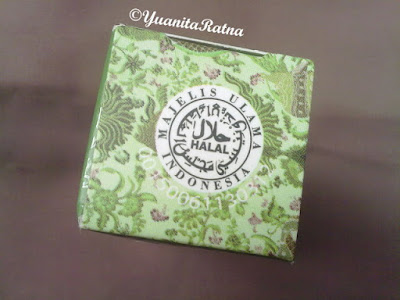 ©YuanitaRatna
MAJELIS ULAMA
حلال
HALAL
INDONESIA